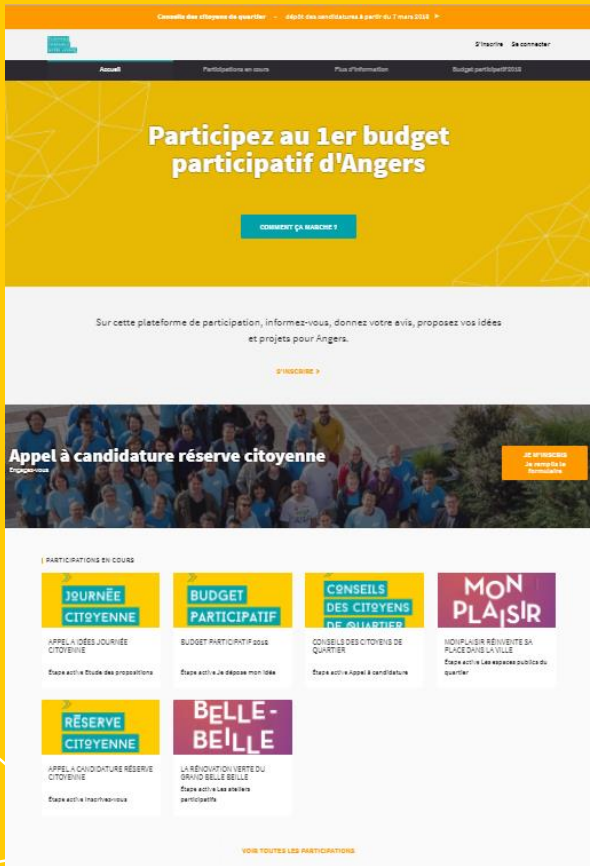 Conseils des citoyens de quartier - dépôt des candidatures à partir du 7 mars 2018
S'inscrire Se connecter
Accueil Participations en cours Plus d'information Budget participatif 2018
Participez au 1er budget
participatif d'Angers
COMMENT ÇA MARCHE ?
Sur cette plateforme de participation, informez-vous, donnez votre avis, proposez vos idées
et projets pour Angers.
S'INSCRIRE >
Appel à candidature réserve citoyenne
Engagez-vous
JE M'INSCRIS
Je remplis le
formulaire
PARTICIPATIONS EN COURS
JOURNÉE
CITOYENNE
APPEL A IDÉES JOURNÉE
CITOYENNE
Étape active Etude des propositions
BUDGET
PARTICIPATIF
BUDGET PARTICIPATIF 2018
Étape active Je dépose mon idée
CONSEILS
DES CITOYENS
DE QUARTIER
CONSEILS DES CITOYENS DE
QUARTIER
Étape active Appel à candidature
MON
PLAISIR
MONPLAISIR RÉINVENTE SA
PLACE DANS LA VILLE
Étape active Les espaces publics du
quartier
RÉSERVE
CITOYENNE
APPEL A CANDIDATURE RÉSERVE
CITOYENNE
Étape active Inscrivez-vous
BELLE-
BEILLE
LA RÉNOVATION VERTE DU
GRAND BELLE BEILLE
Étape active Les ateliers
participatifs
VOIR TOUTES LES PARTICIPATIONS